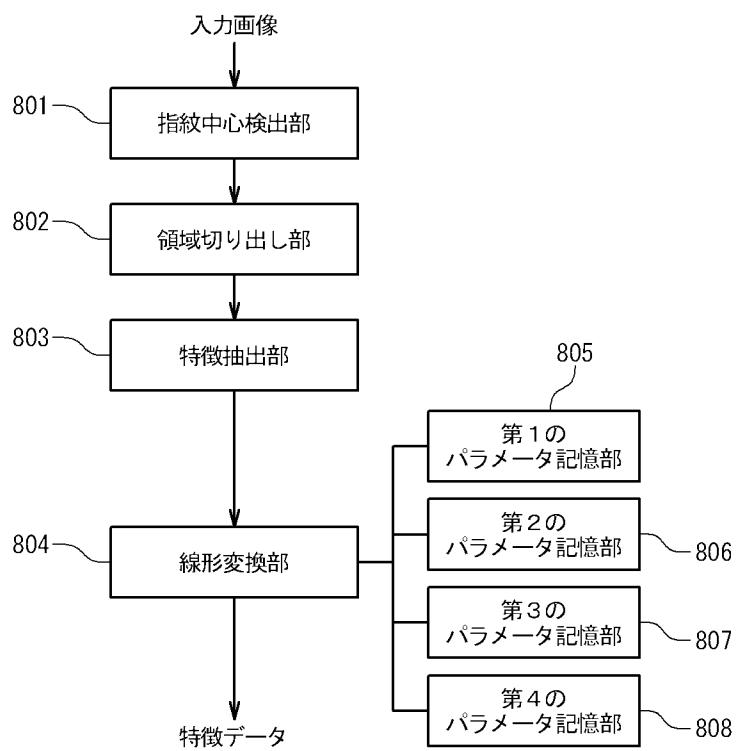 入力画像
801
指紋中心検出部
802
領域切り出し部
803
特徴抽出部
805
第1の
パラメータ記憶部
804
線形変換部
第2の
パラメータ記憶部
806
第3の
パラメータ記憶部
807
第4の
パラメータ記憶部
808
特徴データ